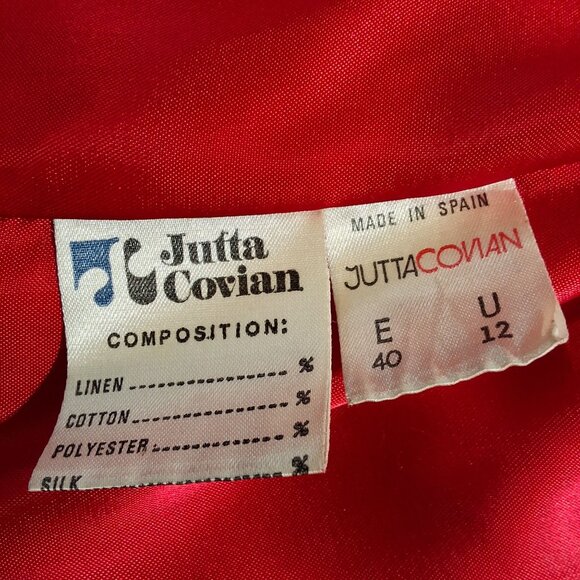 Jutta
Covian
COMPOSITION:
LINEN ---------------- %
COTTON ---------------- %
POLYESTER ---------------- %
SILK ---------------- %
MADE IN SPAIN
JUTTACOVIAN
E U
40 12